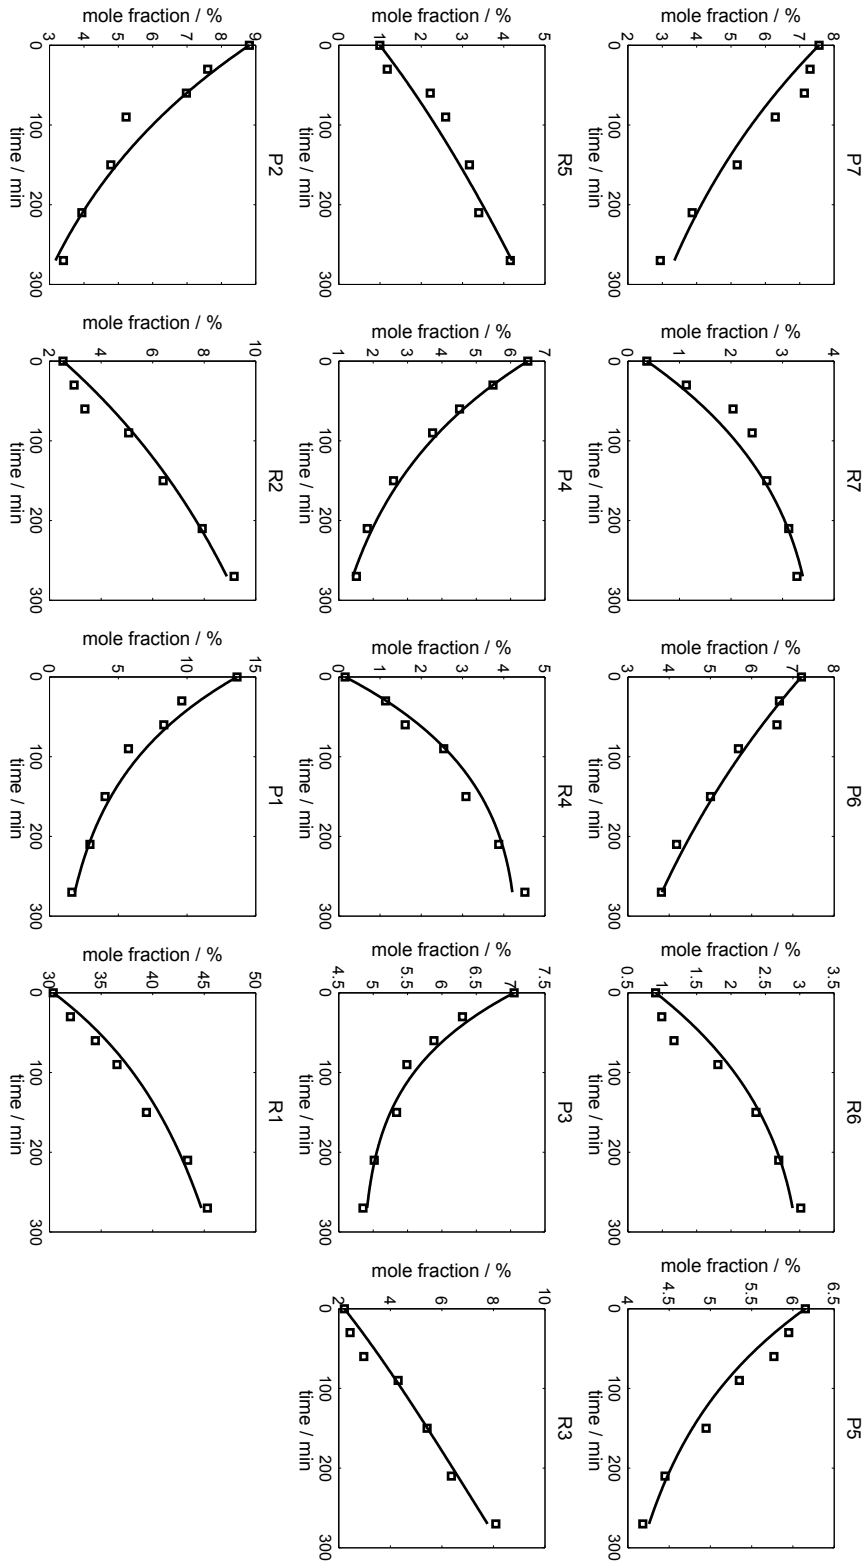 P7
mole fraction / %
8
7
6
5
4
3
2
0 100 200 300
time / min
R7
mole fraction / %
4
3
2
1
0
0 100 200 300
time / min
P6
mole fraction / %
8
7
6
5
4
3
0 100 200 300
time / min
R6
mole fraction / %
3.5
3
2.5
2
1.5
1
0.5
0 100 200 300
time / min
P5
mole fraction / %
6.5
6
5.5
5
4.5
4
0 100 200 300
time / min
R5
mole fraction / %
5
4
3
2
1
0
0 100 200 300
time / min
P4
mole fraction / %
7
6
5
4
3
2
1
0 100 200 300
time / min
R4
mole fraction / %
5
4
3
2
1
0
0 100 200 300
time / min
P3
mole fraction / %
7.5
7
6.5
6
5.5
5
4.5
0 100 200 300
time / min
R3
mole fraction / %
10
8
6
4
2
0 100 200 300
time / min
P2
mole fraction / %
9
8
7
6
5
4
3
0 100 200 300
time / min
R2
mole fraction / %
10
8
6
4
2
0 100 200 300
time / min
P1
mole fraction / %
15
10
5
0
0 100 200 300
time / min
R1
mole fraction / %
50
45
40
35
30
0 100 200 300
time / min